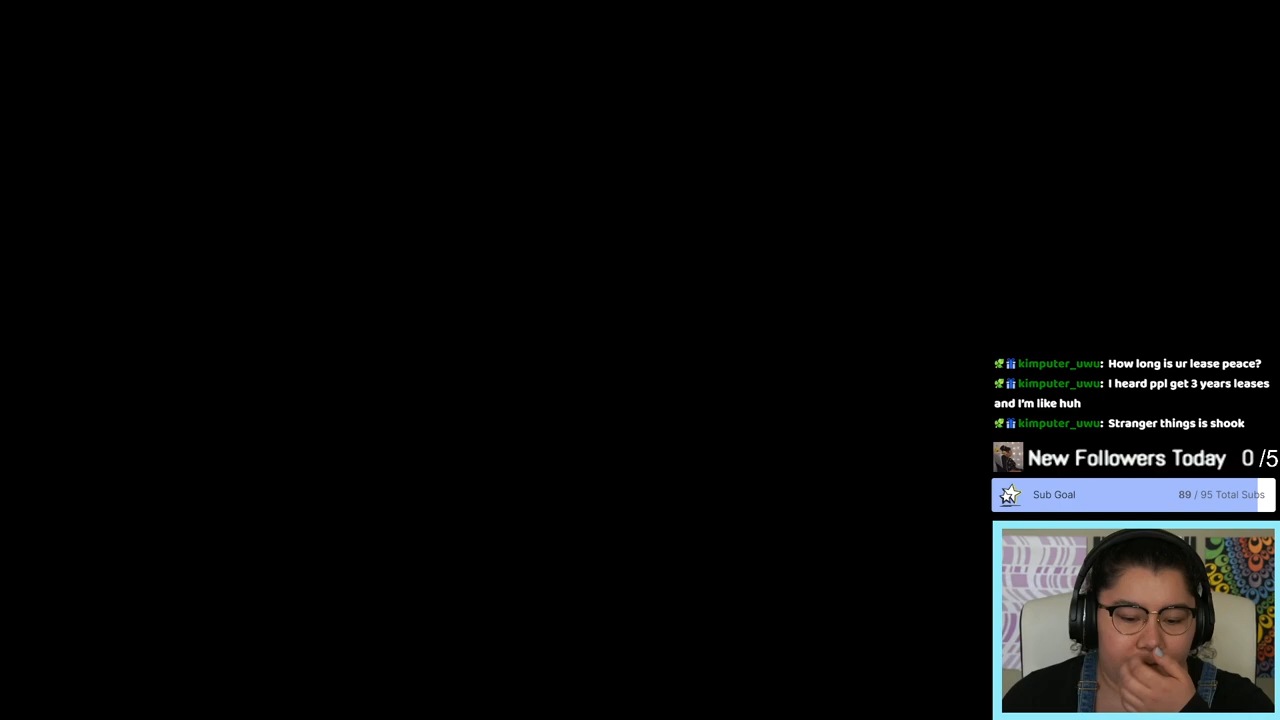 kimputer_uwu: How long is ur lease peace?
kimputer_uwu: I heard ppl get 3 years leases
and I'm like huh
kimputer_uwu: Stranger things is shook
New Followers Today 0 /5
Sub Goal 89 / 95 Total Subs